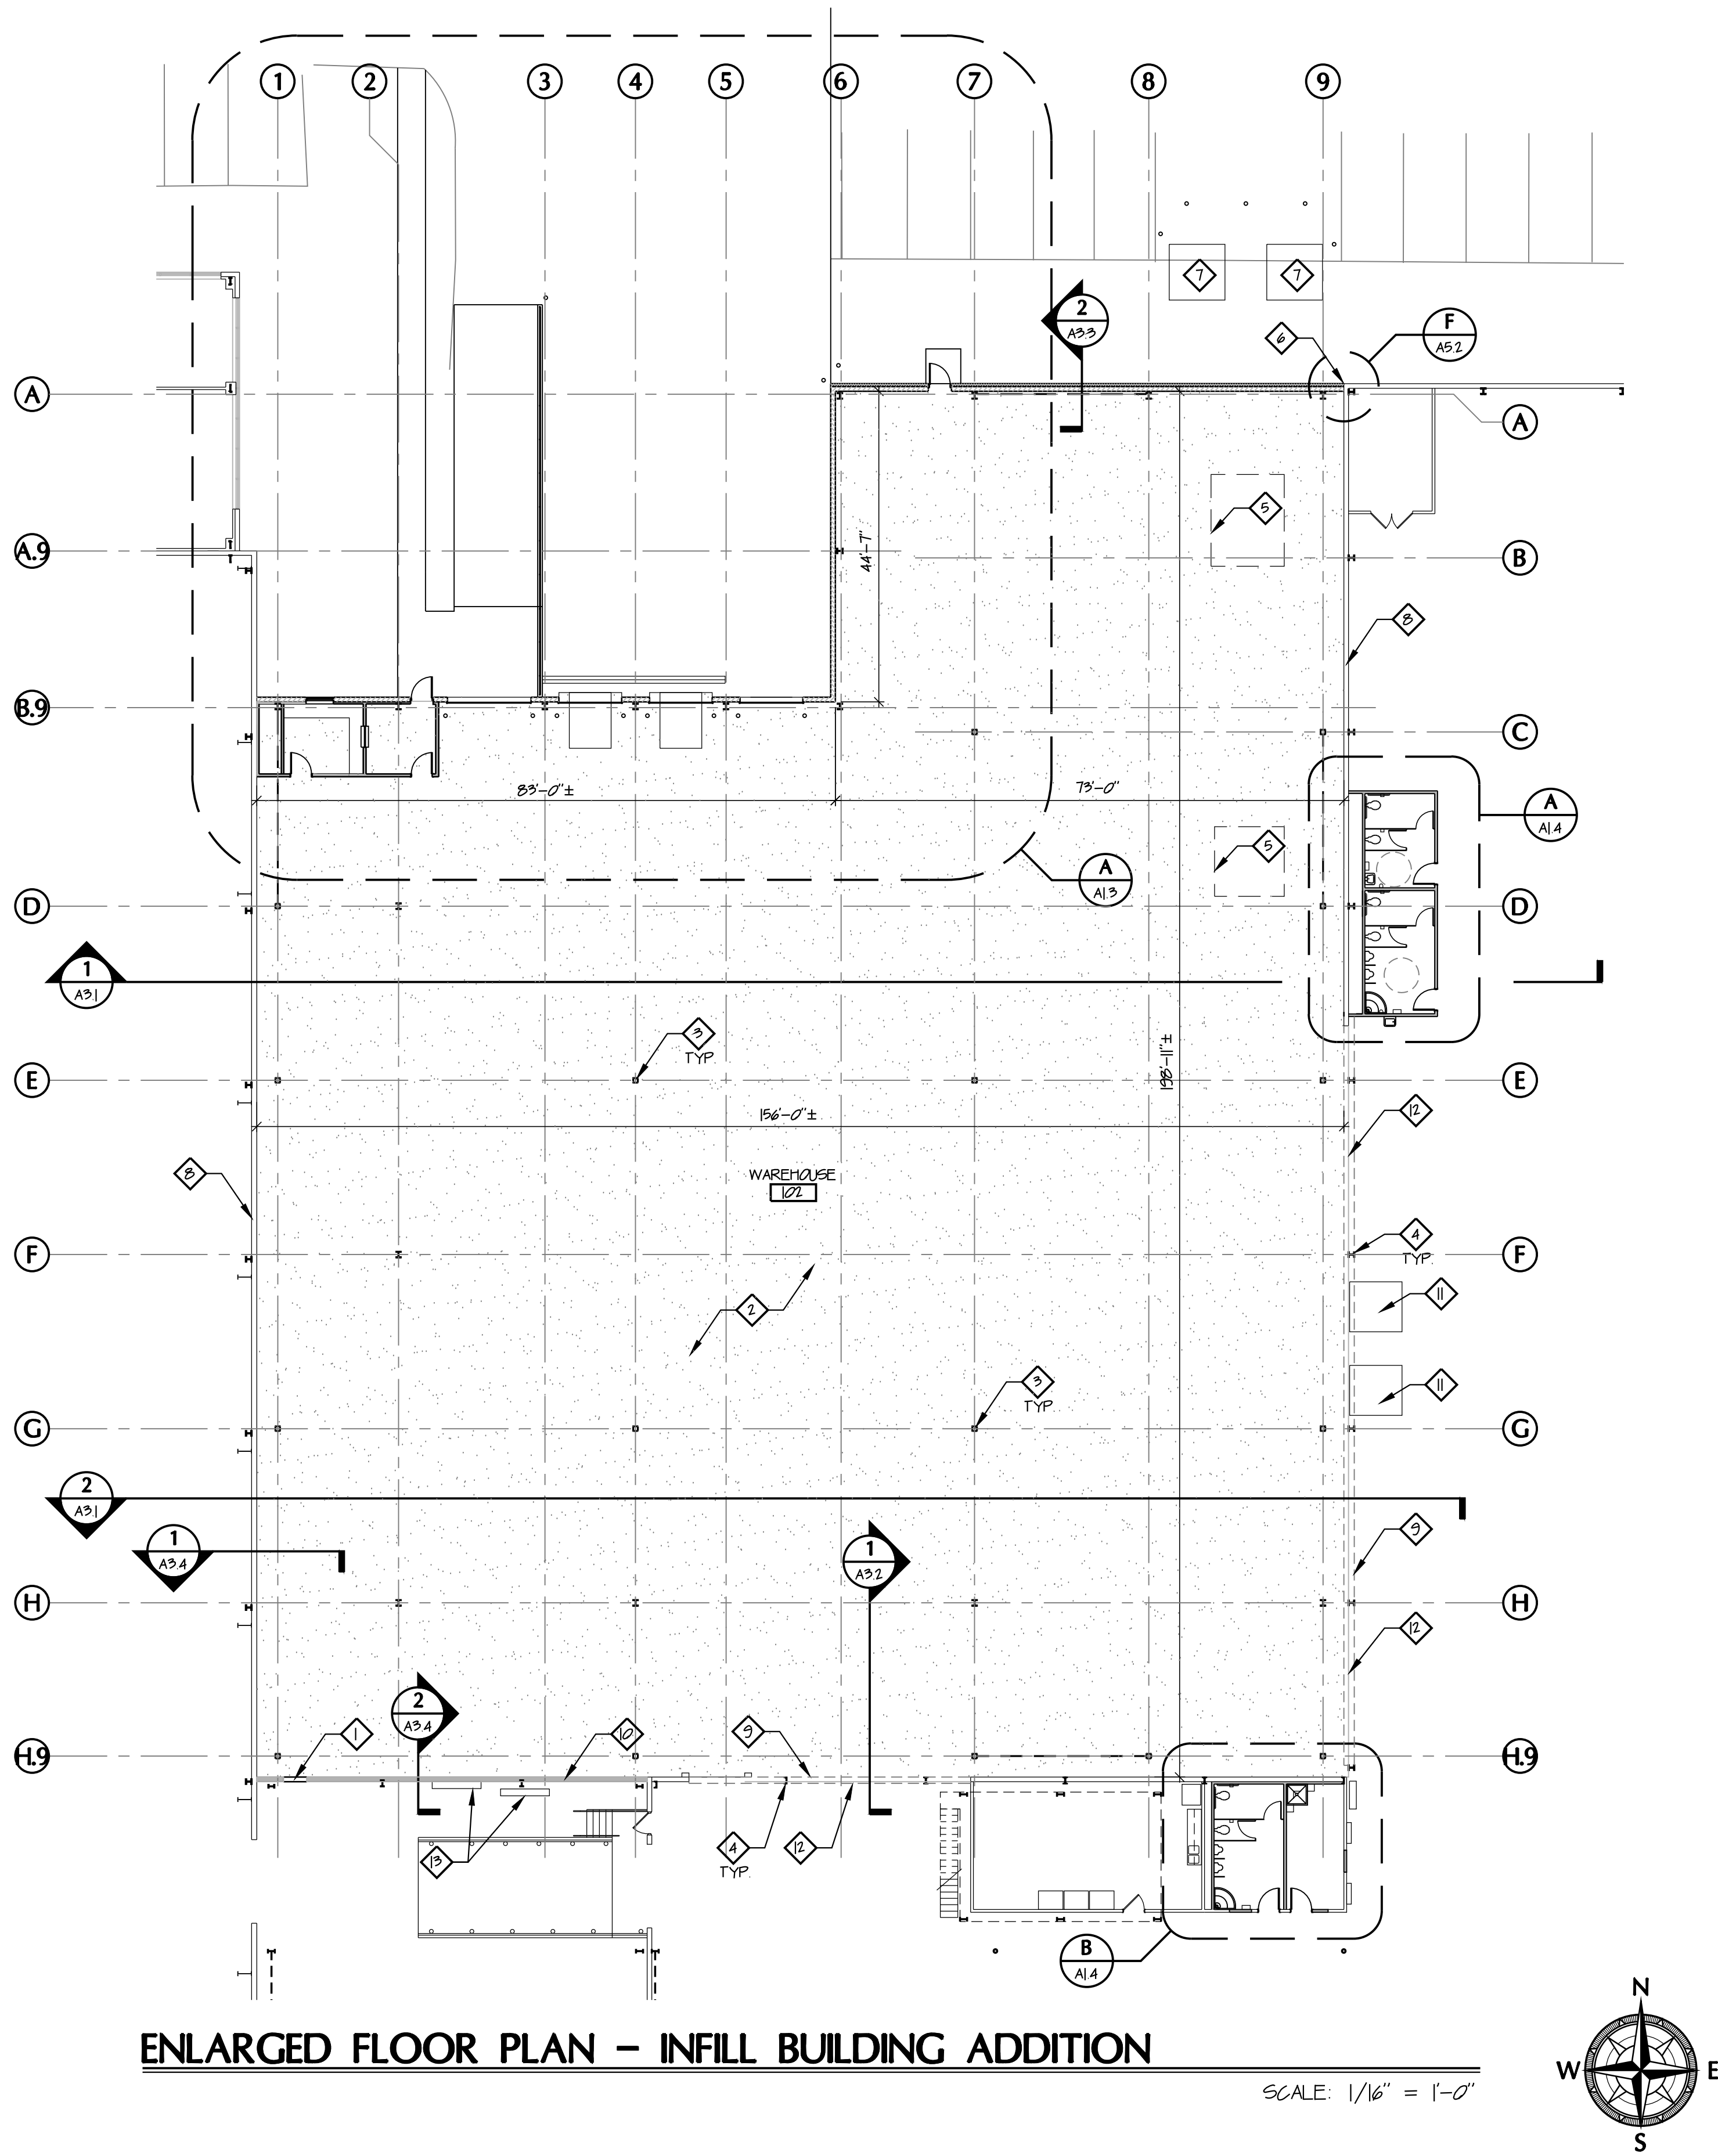 1 2 3 4 5 6 7 8 9
7 7
2
A3.3
6
F
A5.2
A
A
5
A.9
B
44'-7"
8
B.9
C
83'-0"±
73'-0"
A
A1.4
5
A
A1.3
D
D
1
A3.1
3
TYP.
198'-11"±
E
E
12
156'-0"±
8
WAREHOUSE
102
4
TYP.
F
F
11
2
3
TYP.
11
G
G
2
A3.1
9
1
A3.4
1
A3.2
H
H
12
2
A3.4
1
10
9
H.9
H.9
13
4
TYP.
12
B
A1.4
N
ENLARGED FLOOR PLAN - INFILL BUILDING ADDITION
W
E
SCALE: 1/16" = 1'-0"
S